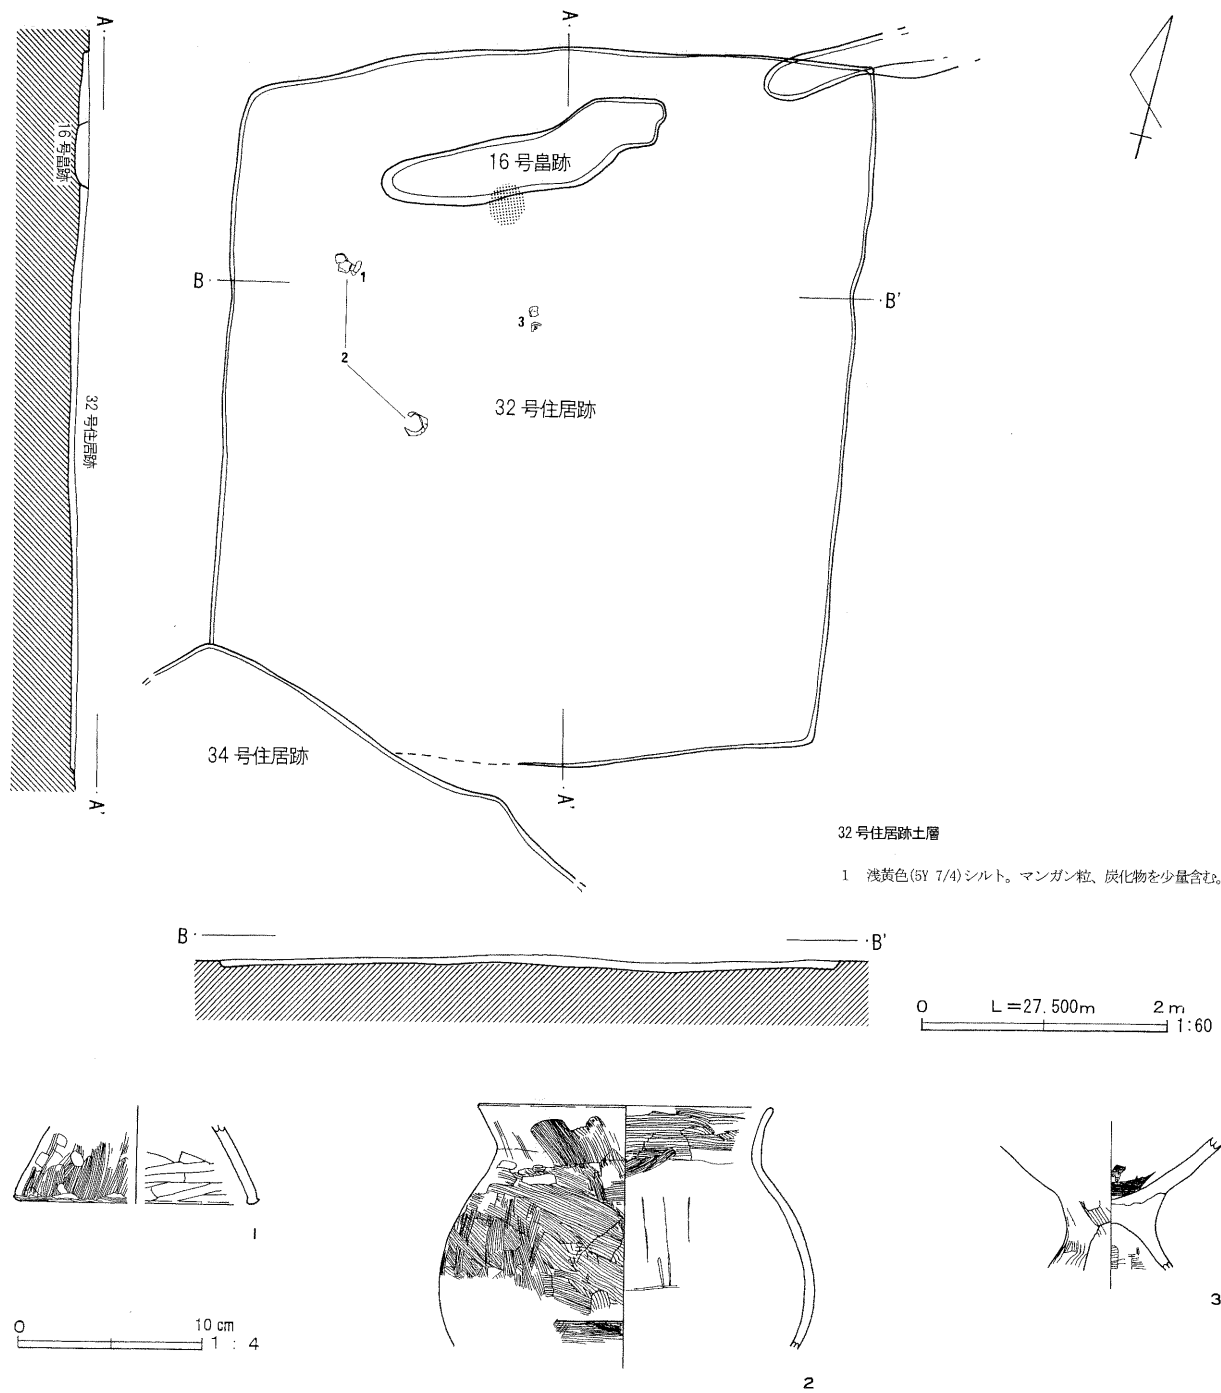 A
A
16号畠跡
16号畠跡
B
1
B'
3
2
32号住居跡
32号住居跡
34号住居跡
A'
A'
32号住居跡土層
1 浅黄色(5Y 7/4)シルト。マンガン粒、炭化物を少量含む。
B
B'
0 L=27.500m 2m
1:60
1
0 10cm
1:4
2
3